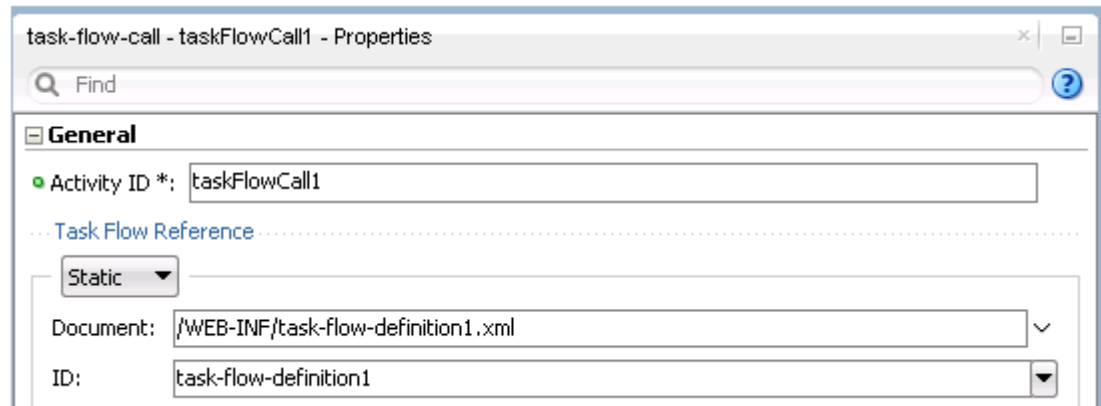 task-flow-call - taskFlowCall1 - Properties
Find
?
General
Activity ID *: taskFlowCall1
Task Flow Reference
Static
Document: /WEB-INF/task-flow-definition1.xml
ID: task-flow-definition1